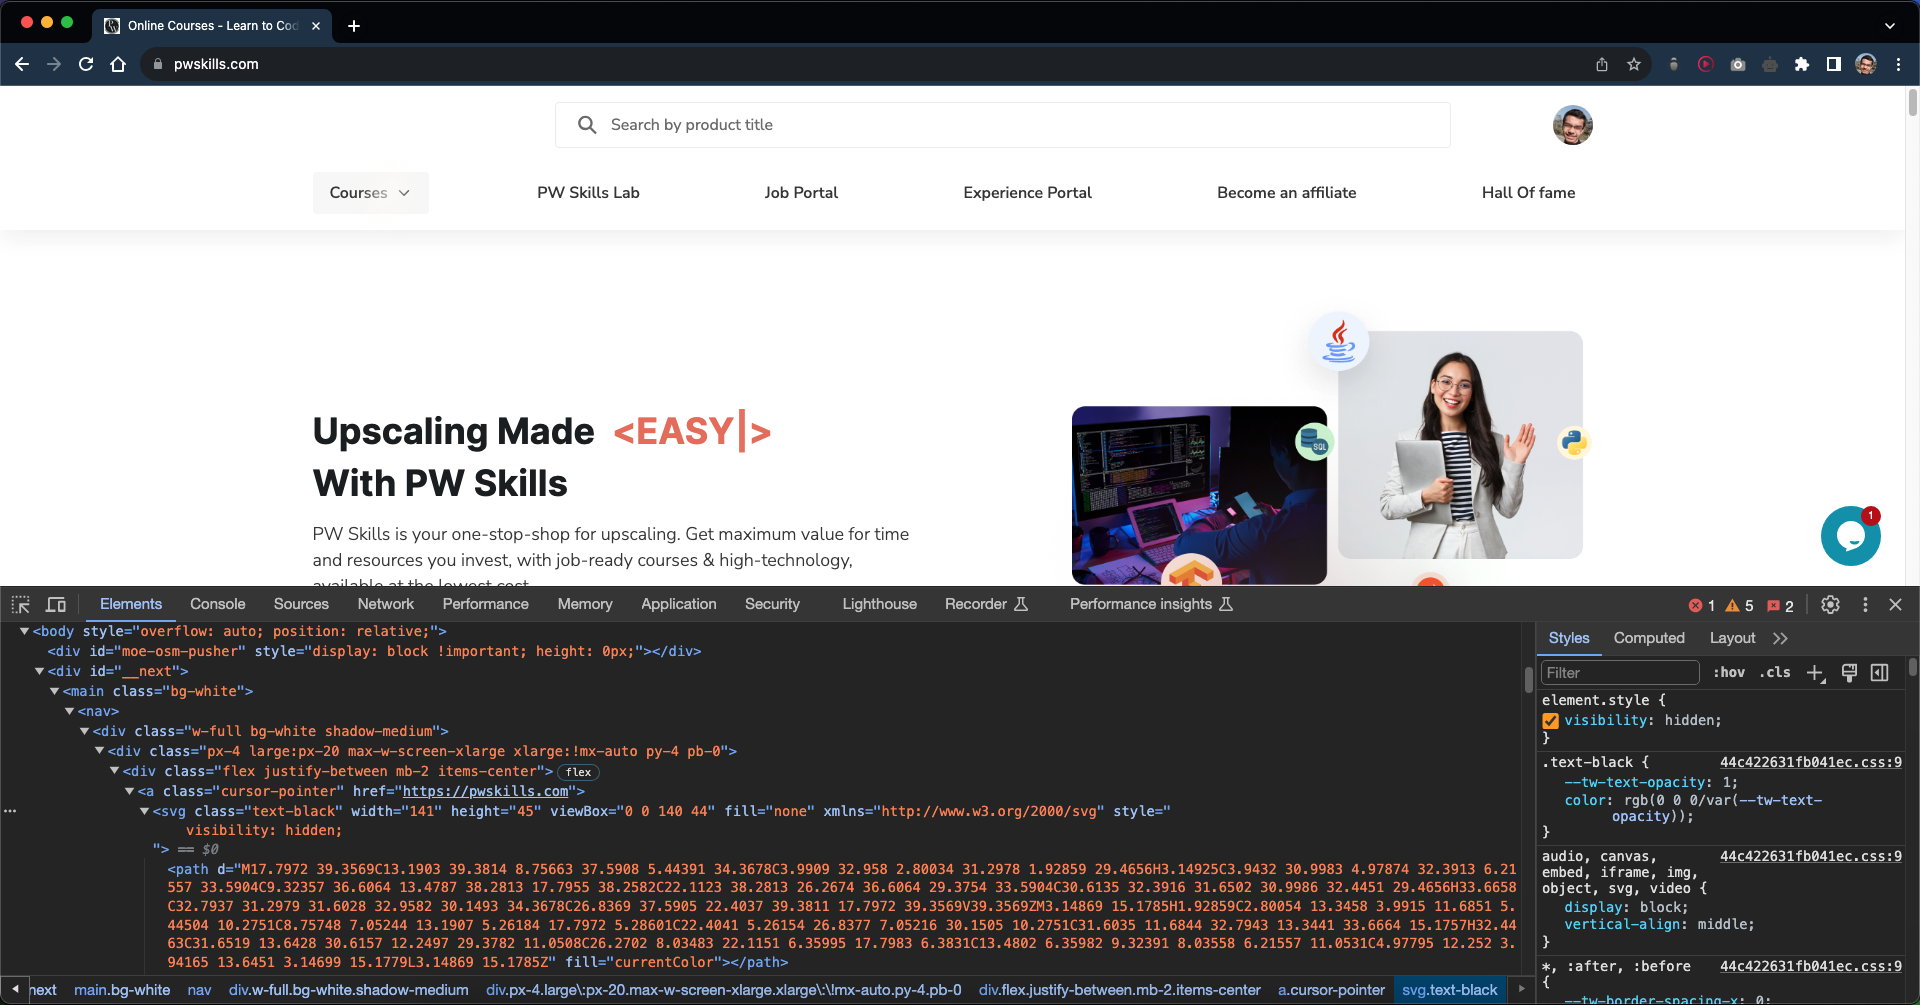 Online Courses - Learn to Cod
pwskills.com
Search by product title
Courses
PW Skills Lab
Job Portal
Experience Portal
Become an affiliate
Hall Of fame
Upscaling Made <EASY|>
With PW Skills
PW Skills is your one-stop-shop for upscaling. Get maximum value for time
and resources you invest, with job-ready courses & high-technology,
available at the lowest cost
SQL
1
Elements Console Sources Network Performance Memory Application Security Lighthouse Recorder Performance insights 1 5 2
<body style="overflow: auto; position: relative;">
<div id="moe-osm-pusher" style="display: block !important; height: 0px;"></div>
<div id="__next">
<main class="bg-white">
<nav>
<div class="w-full bg-white shadow-medium">
<div class="px-4 large:px-20 max-w-screen-xlarge xlarge:!mx-auto py-4 pb-0">
<div class="flex justify-between mb-2 items-center"> flex
<a class="cursor-pointer" href="https://pwskills.com">
<svg class="text-black" width="141" height="45" viewBox="0 0 140 44" fill="none" xmlns="http://www.w3.org/2000/svg" style="
visibility: hidden;
"> == $0
<path d="M17.7972 39.3569C13.1903 39.3814 8.75663 37.5908 5.44391 34.3678C3.9909 32.958 2.80034 31.2978 1.92859 29.4656H3.14925C3.9432 30.9983 4.97874 32.3913 6.21
557 33.5904C9.32357 36.6064 13.4787 38.2813 17.7955 38.2582C22.1123 38.2813 26.2674 36.6064 29.3754 33.5904C30.6135 32.3916 31.6502 30.9986 32.4451 29.4656H33.6658
C32.7937 31.2979 31.6028 32.9582 30.1493 34.3678C26.8369 37.5905 22.4037 39.3811 17.7972 39.3569V39.3569ZM3.14869 15.1785H1.92859C2.80054 13.3458 3.9915 11.6851 5.
44504 10.2751C8.75748 7.05244 13.1907 5.26184 17.7972 5.28601C22.4041 5.26154 26.8377 7.05216 30.1505 10.2751C31.6035 11.6844 32.7943 13.3441 33.6664 15.1757H32.44
63C31.6519 13.6428 30.6157 12.2497 29.3782 11.0508C26.2702 8.03483 22.1151 6.35995 17.7983 6.3831C13.4802 6.35982 9.32391 8.03558 6.21557 11.0531C4.97795 12.252 3.
94165 13.6451 3.14699 15.1779L3.14869 15.1785Z" fill="currentColor"></path>
next main.bg-white nav div.w-full.bg-white.shadow-medium div.px-4.large\:px-20.max-w-screen-xlarge.xlarge\:\!mx-auto.py-4.pb-0 div.flex.justify-between.mb-2.items-center a.cursor-pointer svg.text-black
Styles Computed Layout
Filter :hov .cls
element.style {
visibility: hidden;
}
.text-black { 44c422631fb041ec.css:9
--tw-text-opacity: 1;
color: rgb(0 0 0/var(--tw-text-
opacity));
}
audio, canvas, 44c422631fb041ec.css:9
embed, iframe, img,
object, svg, video {
display: block;
vertical-align: middle;
}
*, :after, :before 44c422631fb041ec.css:9
{
--tw-border-spacing-x: 0;